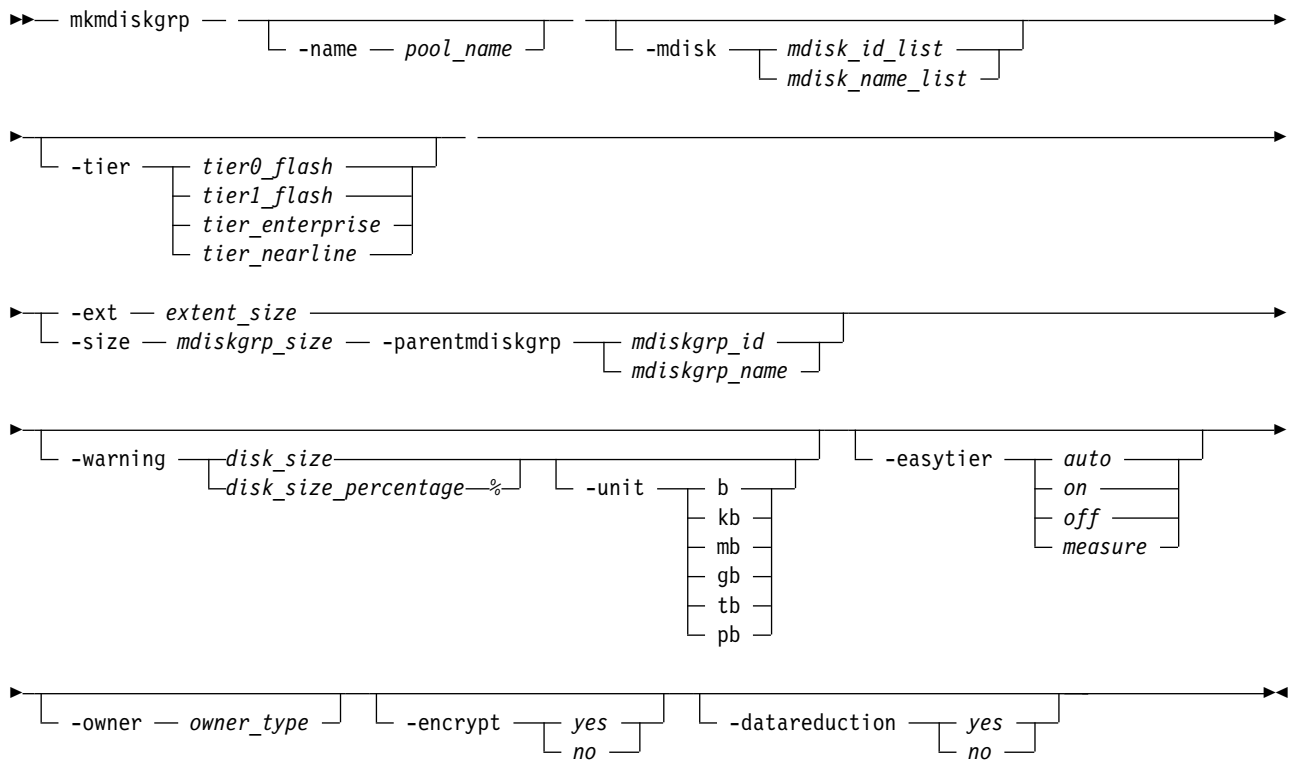 mkmdiskgrp
-name pool_name
-mdisk mdisk_id_list
mdisk_name_list
-tier tier0_flash
tier1_flash
tier_enterprise
tier_nearline
-ext extent_size
-size mdiskgrp_size -parentmdiskgrp mdiskgrp_id
mdiskgrp_name
-warning disk_size
disk_size_percentage %
-unit b
kb
mb
gb
tb
pb
-easytier auto
on
off
measure
-owner owner_type
-encrypt yes
no
-datareduction yes
no